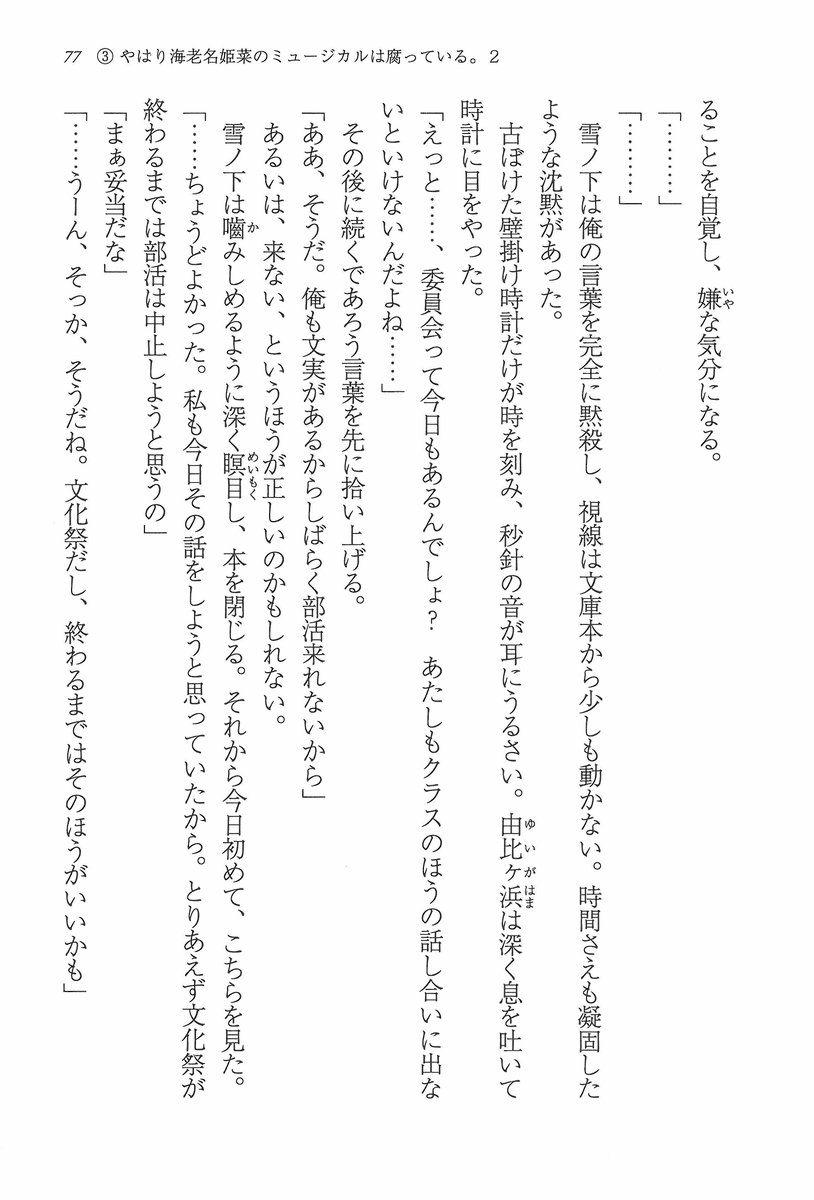 77　③ やはり海老名姫菜のミュージカルは腐っている。2
ることを自覚し、嫌な気分になる。
「………」
「………」
　雪ノ下は俺の言葉を完全に黙殺し、視線は文庫本から少しも動かない。時間さえも凝固した
ような沈黙があった。
　古ぼけた壁掛け時計だけが時を刻み、秒針の音が耳にうるさい。由比ヶ浜は深く息を吐いて
時計に目をやった。
「えっと……、委員会って今日もあるんでしょ？　あたしもクラスのほうの話し合いに出な
いといけないんだよね……」
　その後に続くであろう言葉を先に拾い上げる。
「ああ、そうだ。俺も文実があるからしばらく部活来れないから」
　あるいは、来ない、というほうが正しいのかもしれない。
　雪ノ下は嚙みしめるように深く瞑目し、本を閉じる。それから今日初めて、こちらを見た。
「……ちょうどよかった。私も今日その話をしようと思っていたから。とりあえず文化祭が
終わるまでは部活は中止しようと思うの」
「まぁ妥当だな」
「……うーん、そっか、そうだね。文化祭だし、終わるまではそのほうがいいかも」